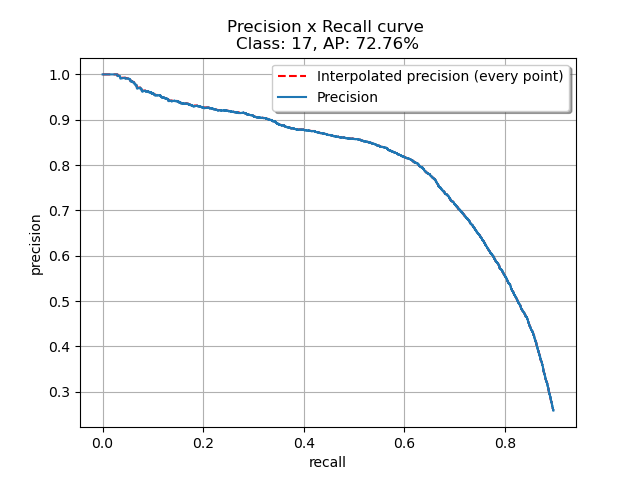 Precision x Recall curve
Class: 17, AP: 72.76%
Interpolated precision (every point)
Precision
1.0
0.9
0.8
0.7
0.6
0.5
0.4
0.3
precision
0.0
0.2
0.4
0.6
0.8
recall